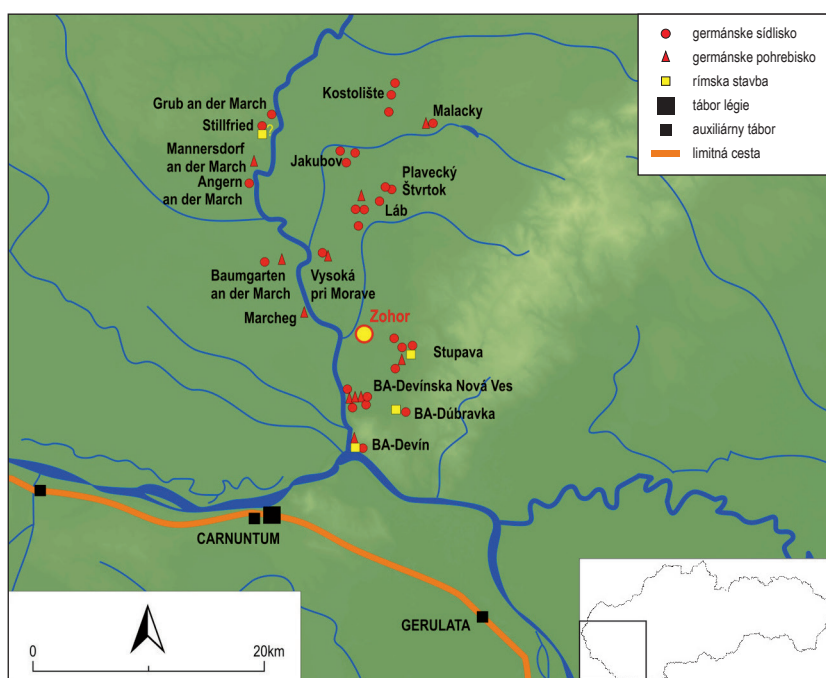 germánske sídlisko
germánske pohrebisko
rímska stavba
tábor légie
auxiliárny tábor
limitná cesta
Kostolište
Grub an der March
Malacky
Stillfried
?
Mannersdorf
an der March
Jakubov
Plavecký
Štvrtok
Angern
an der March
Láb
Baumgarten
an der March
Vysoká
pri Morave
Marcheg
Zohor
Stupava
BA-Devínska Nová Ves
BA-Dúbravka
BA-Devín
CARNUNTUM
GERULATA
0
20km